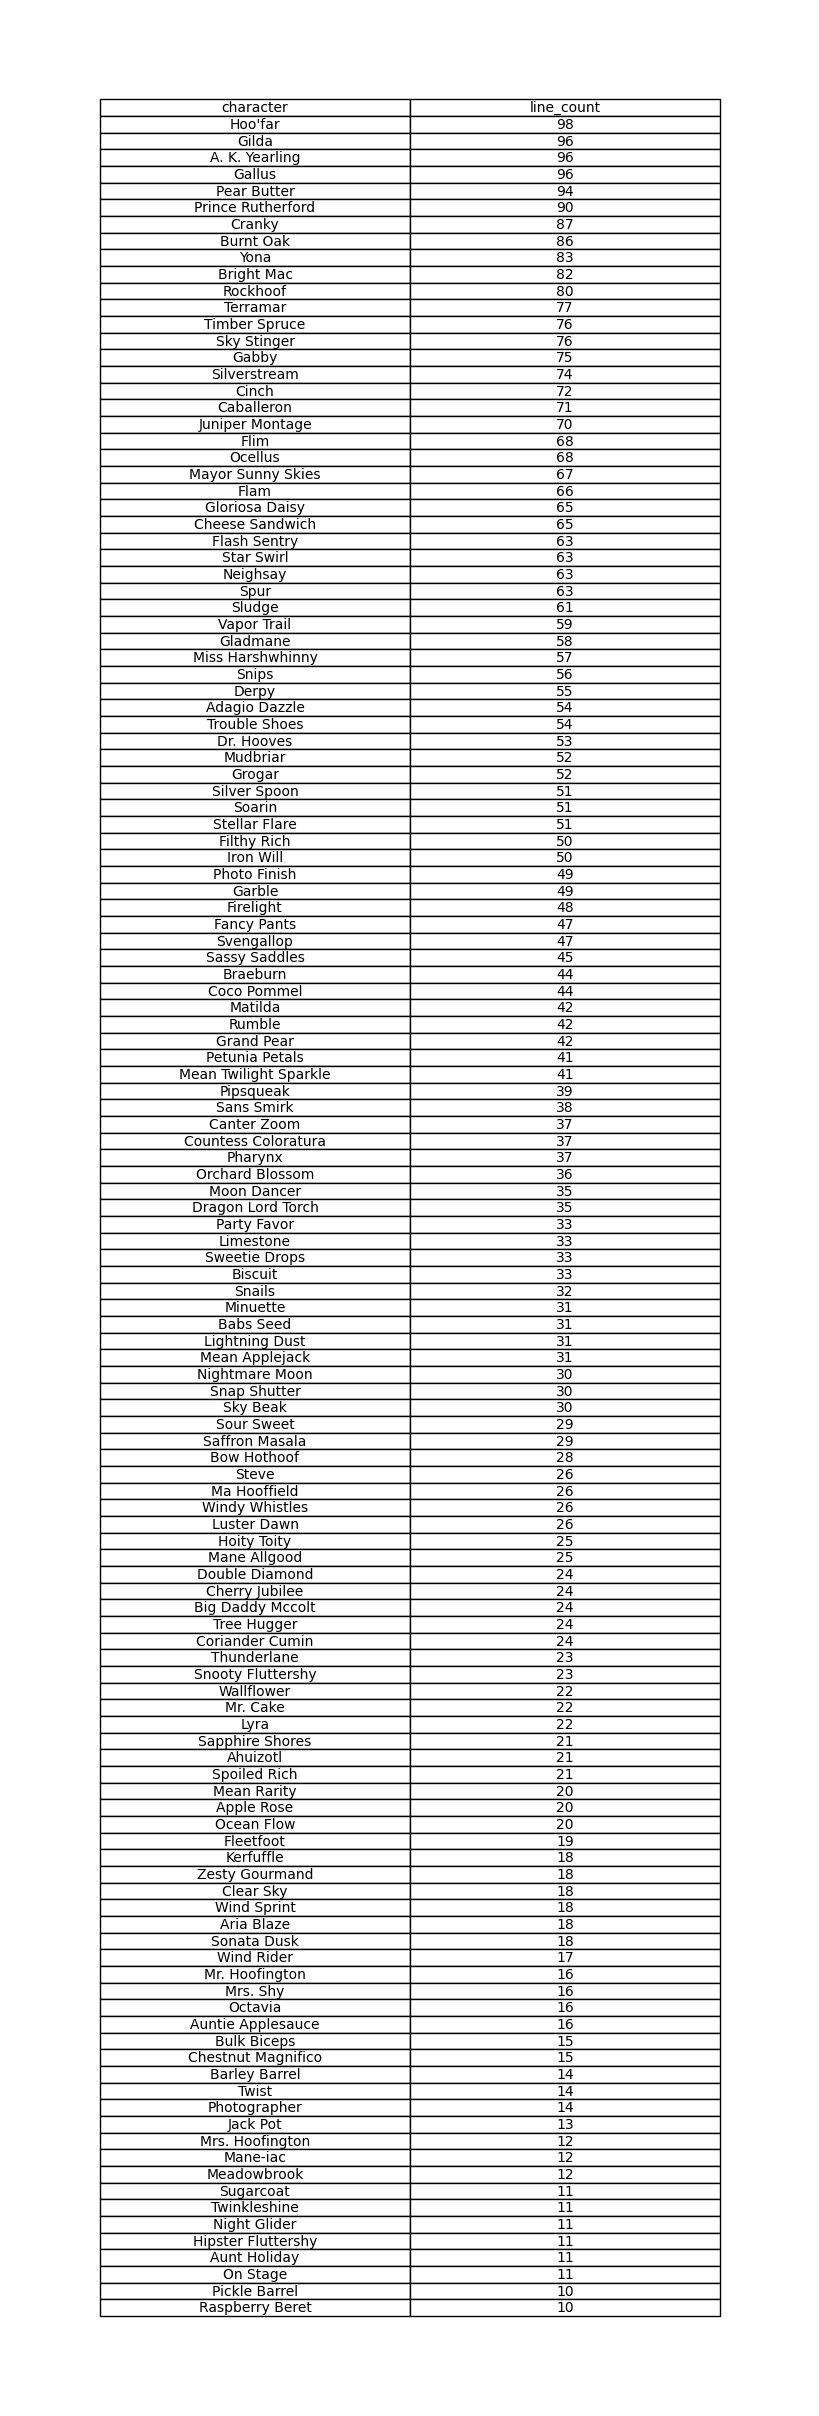 character line_count
Hoo'far 98
Gilda 96
A. K. Yearling 96
Gallus 96
Pear Butter 94
Prince Rutherford 90
Cranky 87
Burnt Oak 86
Yona 83
Bright Mac 82
Rockhoof 80
Terramar 77
Timber Spruce 76
Sky Stinger 76
Gabby 75
Silverstream 74
Cinch 72
Caballeron 71
Juniper Montage 70
Flim 68
Ocellus 68
Mayor Sunny Skies 67
Flam 66
Gloriosa Daisy 65
Cheese Sandwich 65
Flash Sentry 63
Star Swirl 63
Neighsay 63
Spur 63
Sludge 61
Vapor Trail 59
Gladmane 58
Miss Harshwhinny 57
Snips 56
Derpy 55
Adagio Dazzle 54
Trouble Shoes 54
Dr. Hooves 53
Mudbriar 52
Grogar 52
Silver Spoon 51
Soarin 51
Stellar Flare 51
Filthy Rich 50
Iron Will 50
Photo Finish 49
Garble 49
Firelight 48
Fancy Pants 47
Svengallop 47
Sassy Saddles 45
Braeburn 44
Coco Pommel 44
Matilda 42
Rumble 42
Grand Pear 42
Petunia Petals 41
Mean Twilight Sparkle 41
Pipsqueak 39
Sans Smirk 38
Canter Zoom 37
Countess Coloratura 37
Pharynx 37
Orchard Blossom 36
Moon Dancer 35
Dragon Lord Torch 35
Party Favor 33
Limestone 33
Sweetie Drops 33
Biscuit 33
Snails 32
Minuette 31
Babs Seed 31
Lightning Dust 31
Mean Applejack 31
Nightmare Moon 30
Snap Shutter 30
Sky Beak 30
Sour Sweet 29
Saffron Masala 29
Bow Hothoof 28
Steve 26
Ma Hooffield 26
Windy Whistles 26
Luster Dawn 26
Hoity Toity 25
Mane Allgood 25
Double Diamond 24
Cherry Jubilee 24
Big Daddy Mccolt 24
Tree Hugger 24
Coriander Cumin 24
Thunderlane 23
Snooty Fluttershy 23
Wallflower 22
Mr. Cake 22
Lyra 22
Sapphire Shores 21
Ahuizotl 21
Spoiled Rich 21
Mean Rarity 20
Apple Rose 20
Ocean Flow 20
Fleetfoot 19
Kerfuffle 18
Zesty Gourmand 18
Clear Sky 18
Wind Sprint 18
Aria Blaze 18
Sonata Dusk 18
Wind Rider 17
Mr. Hoofington 16
Mrs. Shy 16
Octavia 16
Auntie Applesauce 16
Bulk Biceps 15
Chestnut Magnifico 15
Barley Barrel 14
Twist 14
Photographer 14
Jack Pot 13
Mrs. Hoofington 12
Mane-iac 12
Meadowbrook 12
Sugarcoat 11
Twinkleshine 11
Night Glider 11
Hipster Fluttershy 11
Aunt Holiday 11
On Stage 11
Pickle Barrel 10
Raspberry Beret 10